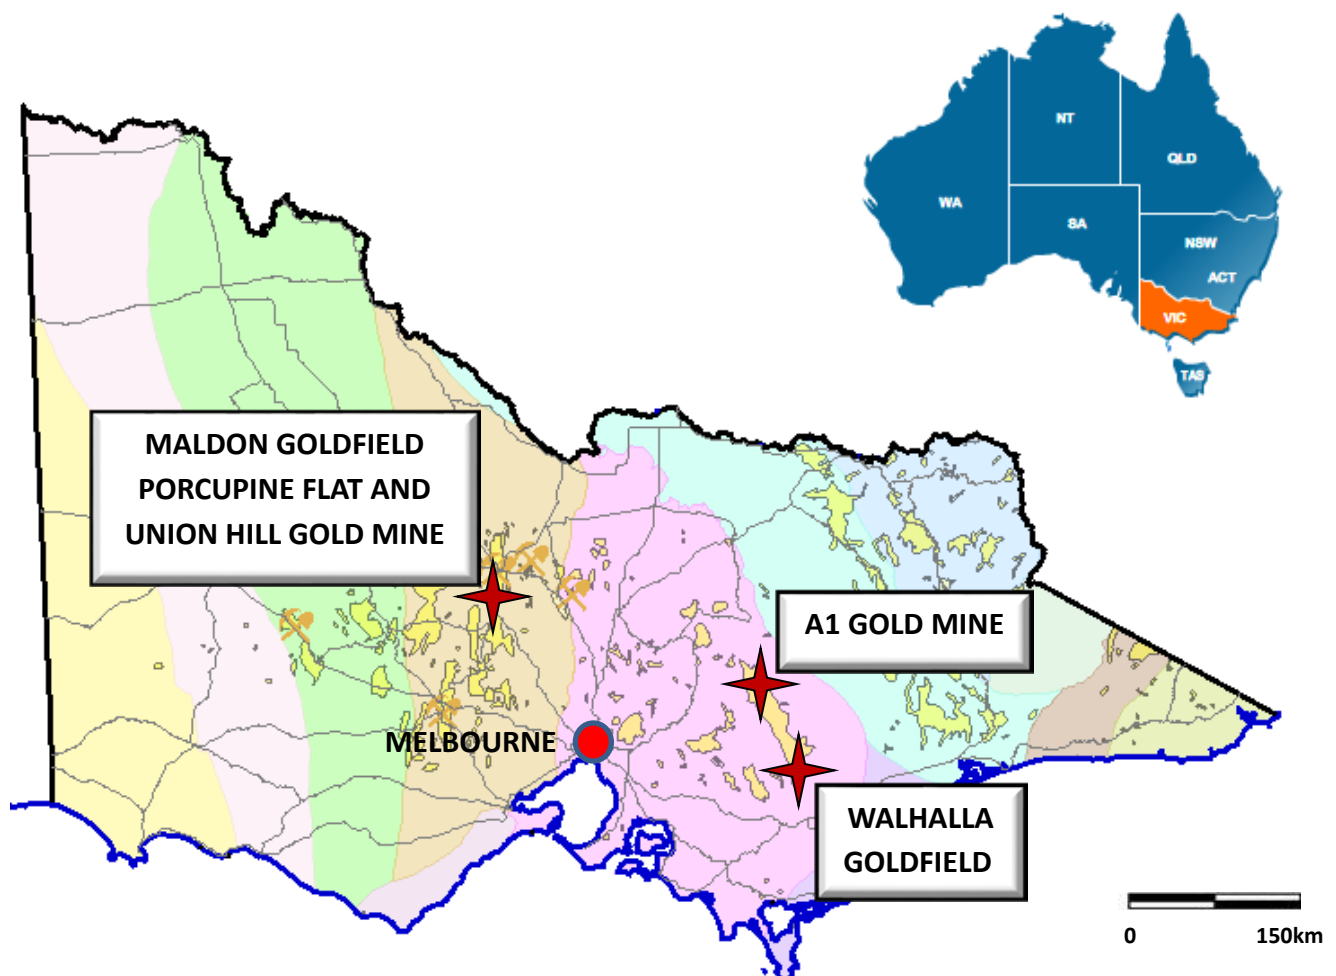 NT
QLD
WA
SA
NSW
ACT
VIC
TAS
MALDON GOLDFIELD
PORCUPINE FLAT AND
UNION HILL GOLD MINE
A1 GOLD MINE
MELBOURNE
WALHALLA
GOLDFIELD
0 150km